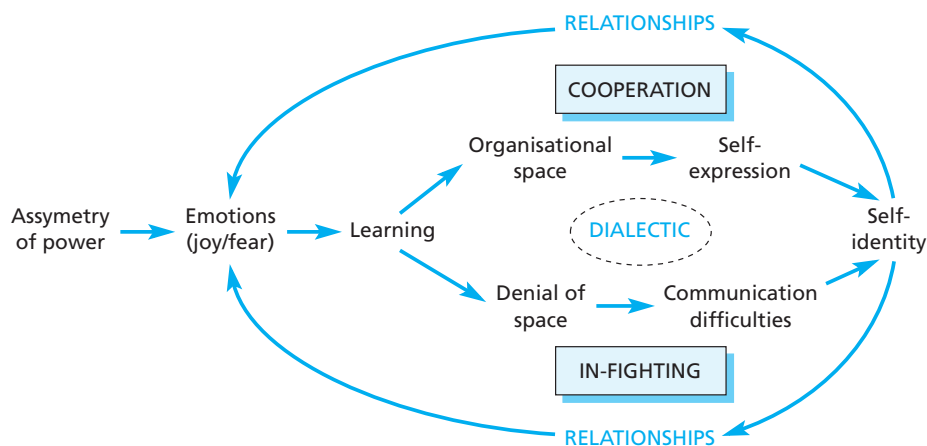 RELATIONSHIPS
COOPERATION
Organisational
space
Self-
expression
Assymetry
of power
Emotions
(joy/fear)
Learning
DIALECTIC
Self-
identity
Denial of
space
Communication
difficulties
IN-FIGHTING
RELATIONSHIPS